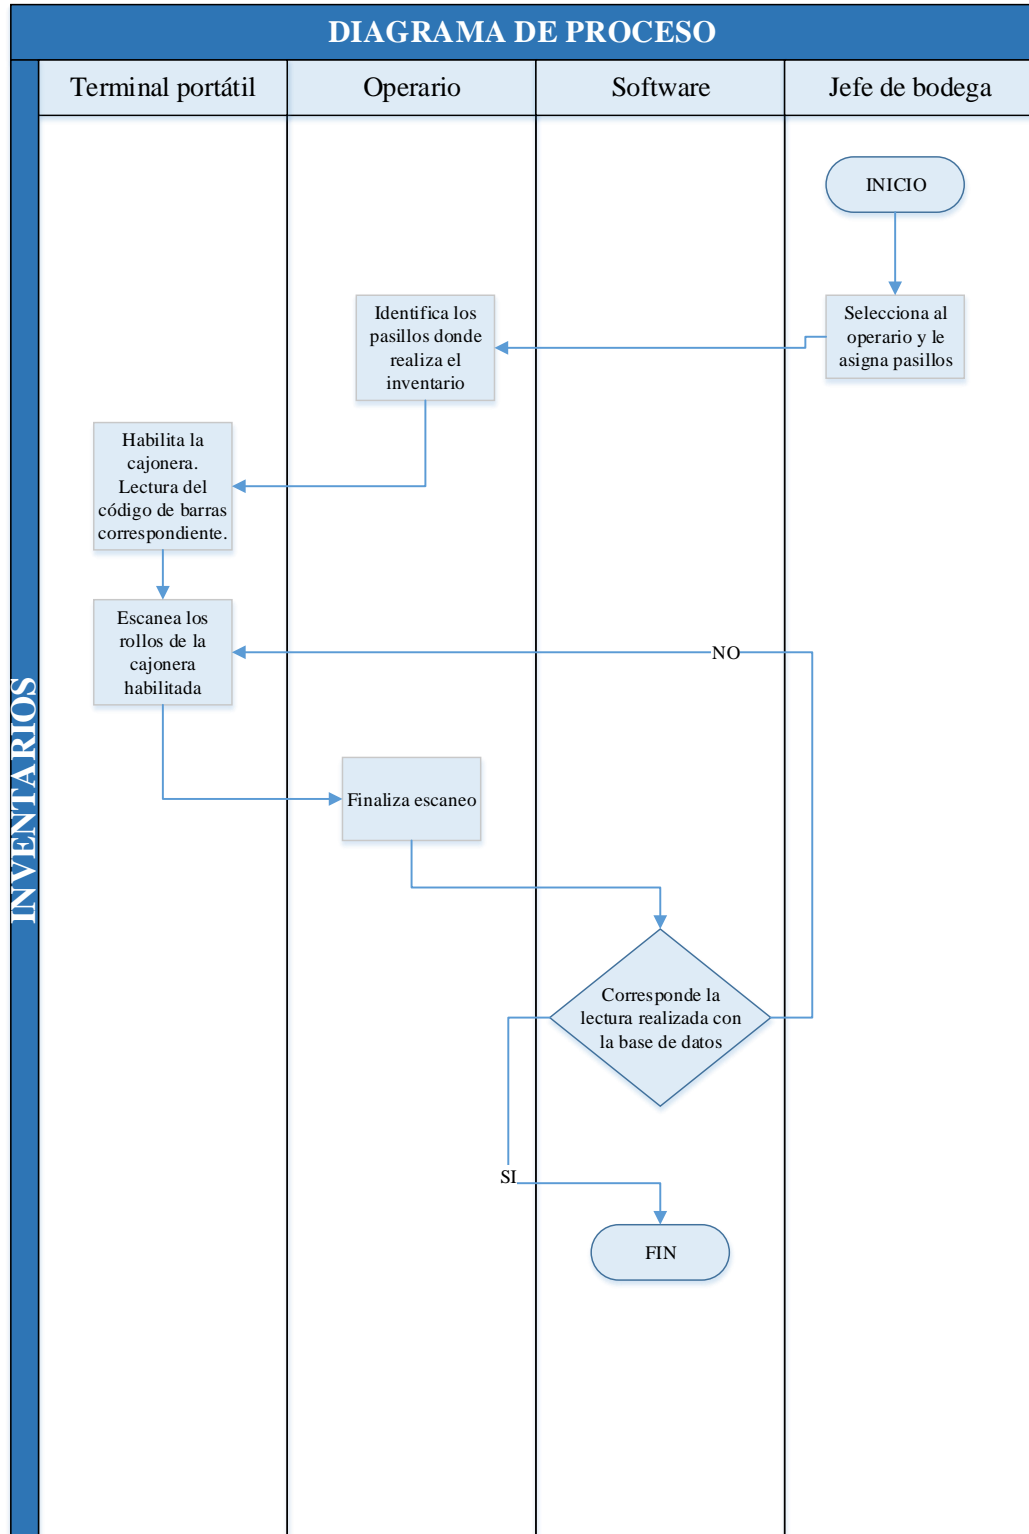 DIAGRAMA DE PROCESO
Terminal portátil
Operario
Software
Jefe de bodega
INVENTARIOS
INICIO
Selecciona al
operario y le
asigna pasillos
Identifica los
pasillos donde
realiza el
inventario
Habilita la
cajonera.
Lectura del
código de barras
correspondiente.
Escanea los
rollos de la
cajonera
habilitada
NO
Finaliza escaneo
Corresponde la
lectura realizada con
la base de datos
SI
FIN